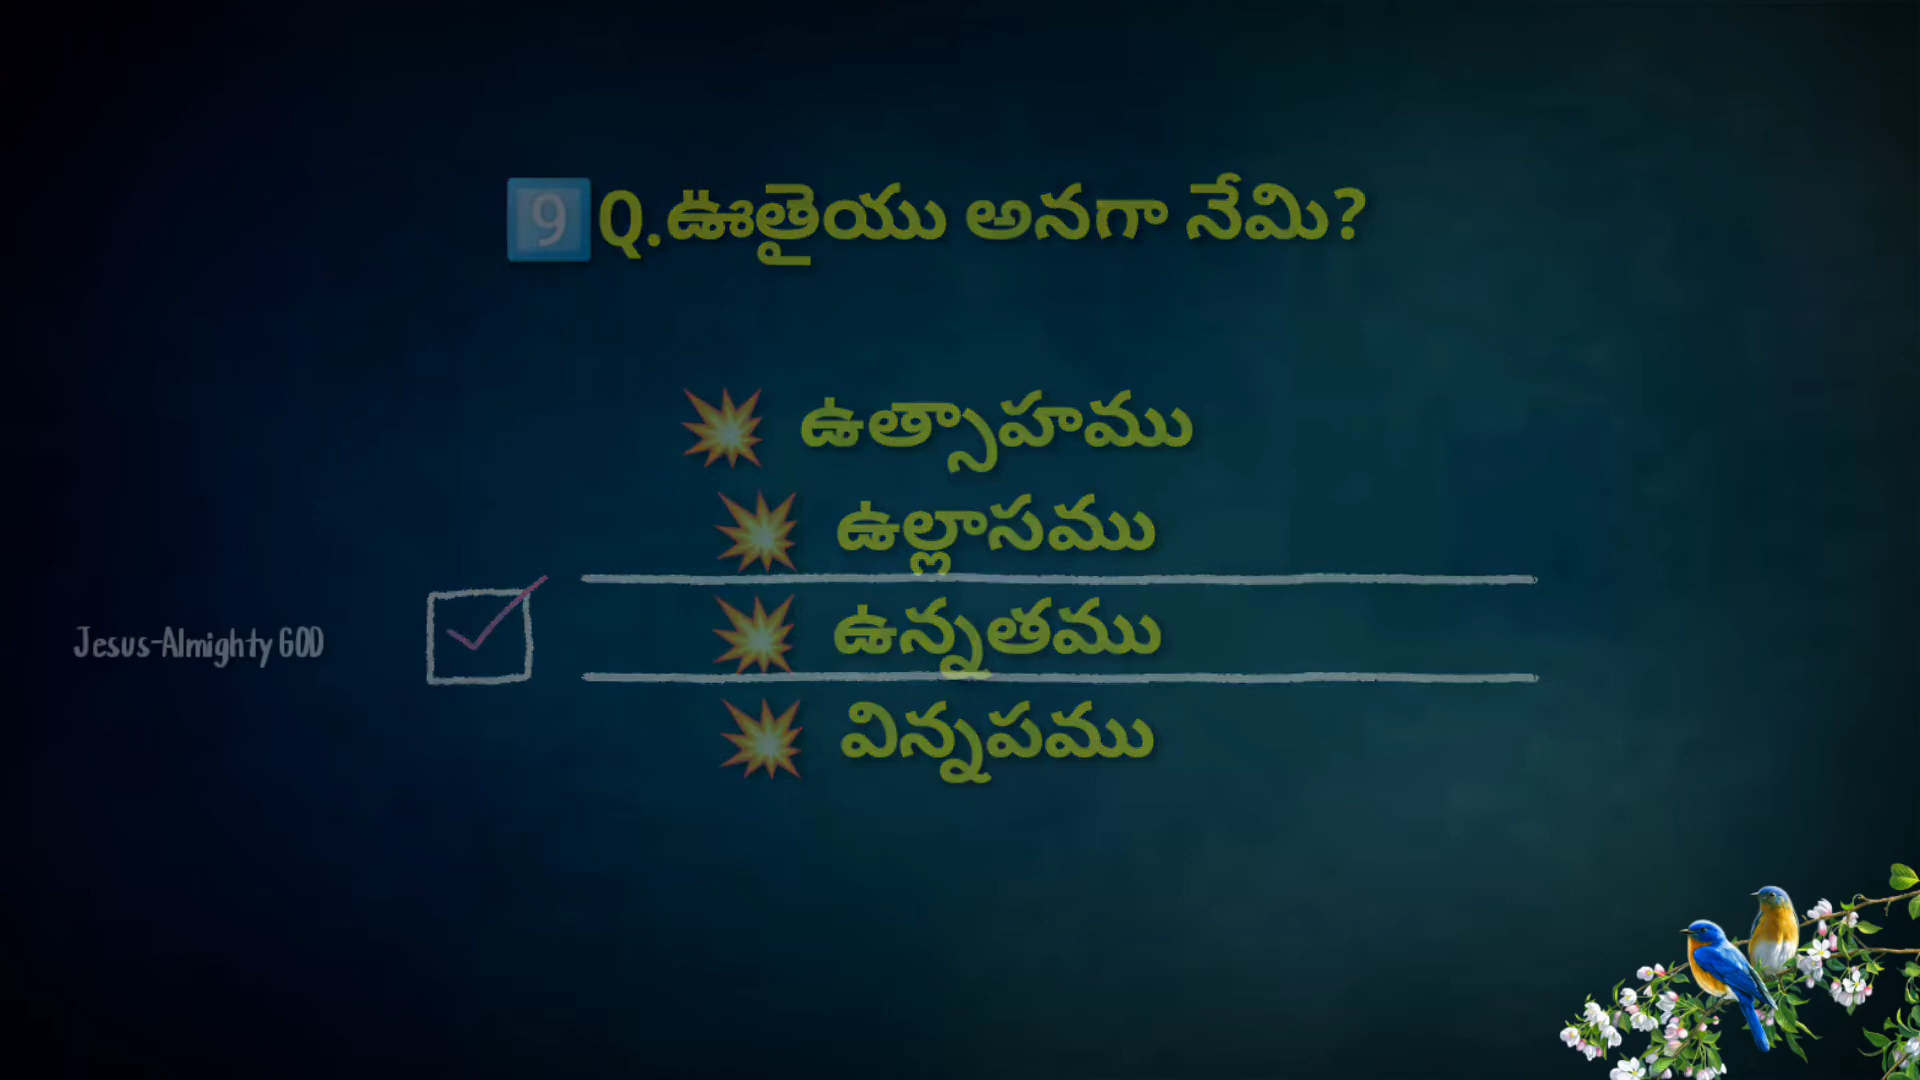 9 Q.ఊతైయు అనగా నేమి?
💥 ఉత్సాహము
💥 ఉల్లాసము
💥 ఉన్నతము
💥 విన్నపము
Jesus-Almighty GOD